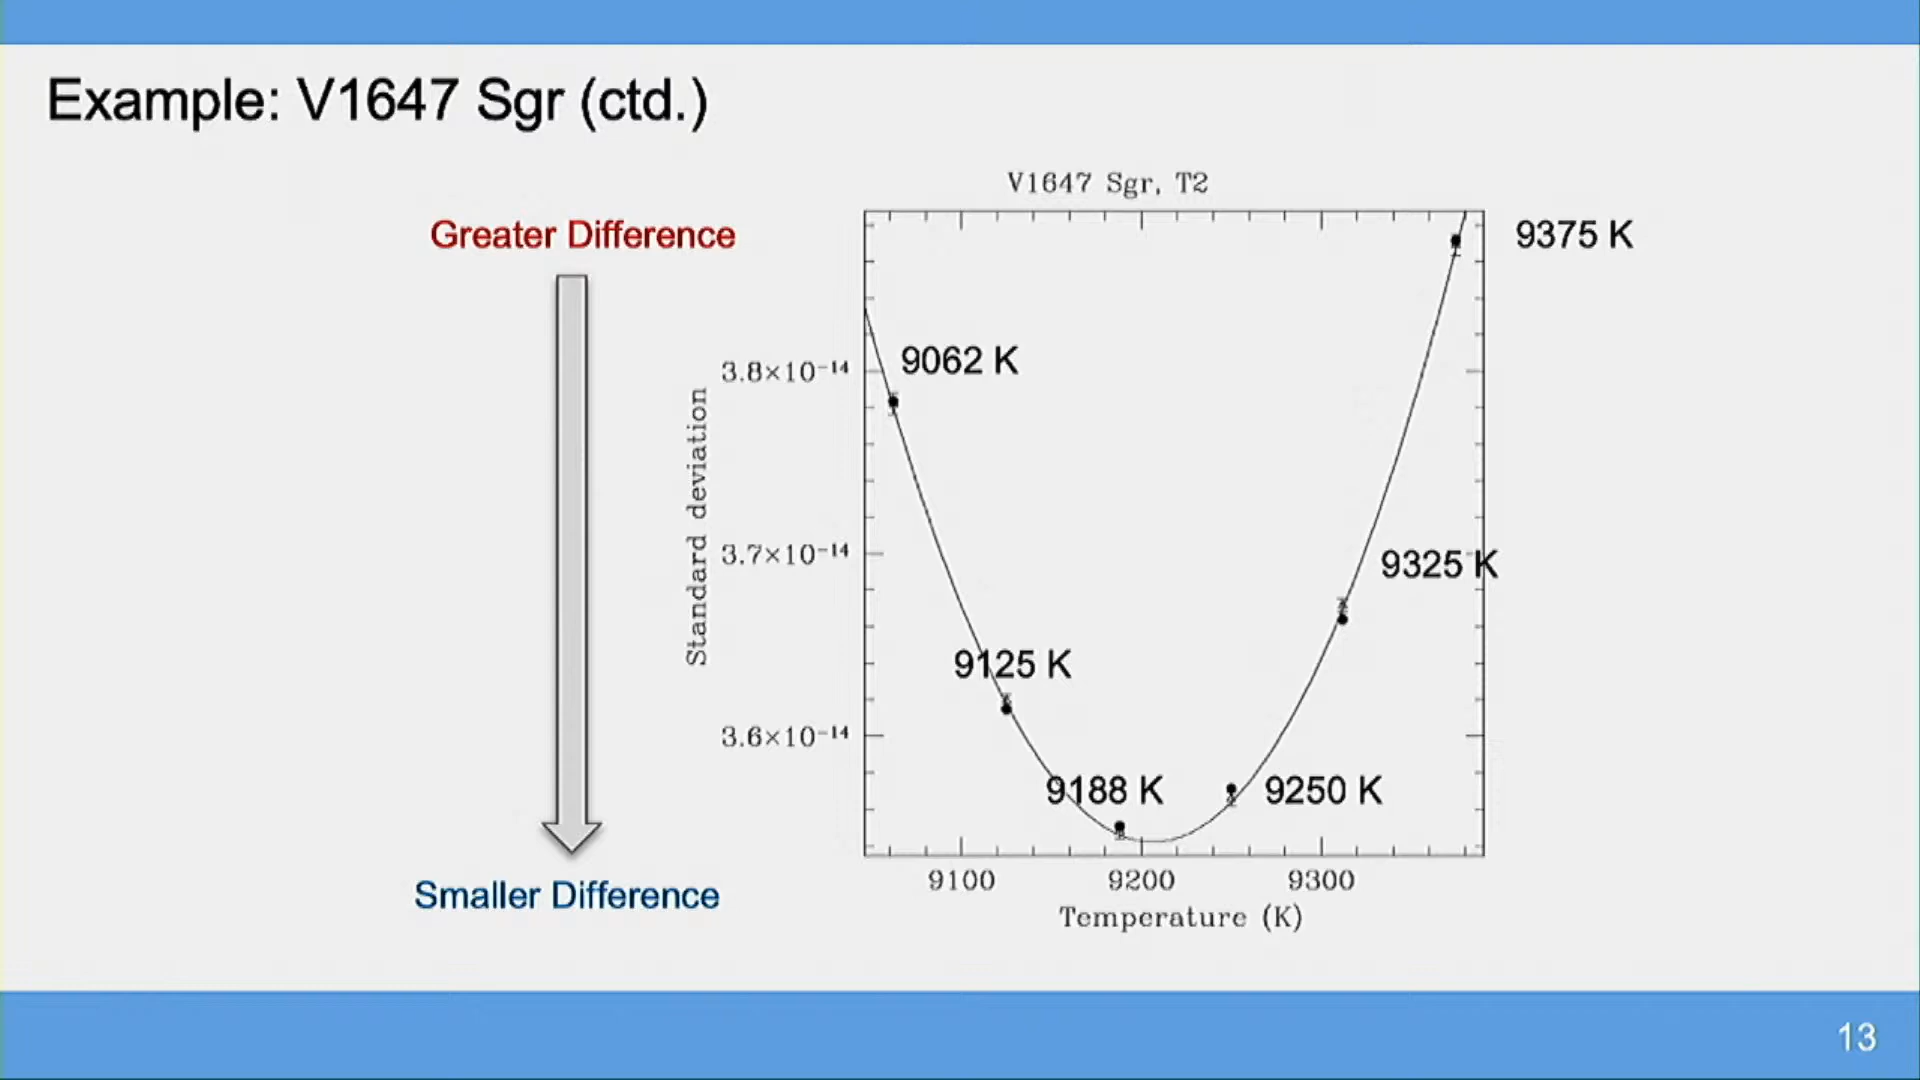 Example: V1647 Sgr (ctd.)
V1647 Sgr, T2
Greater Difference
9375 K
9062 K
3.8×10⁻¹⁴
Standard deviation
3.7×10⁻¹⁴
9325 K
9125 K
3.6×10⁻¹⁴
9188 K
9250 K
9100 9200 9300
Smaller Difference
Temperature (K)
13